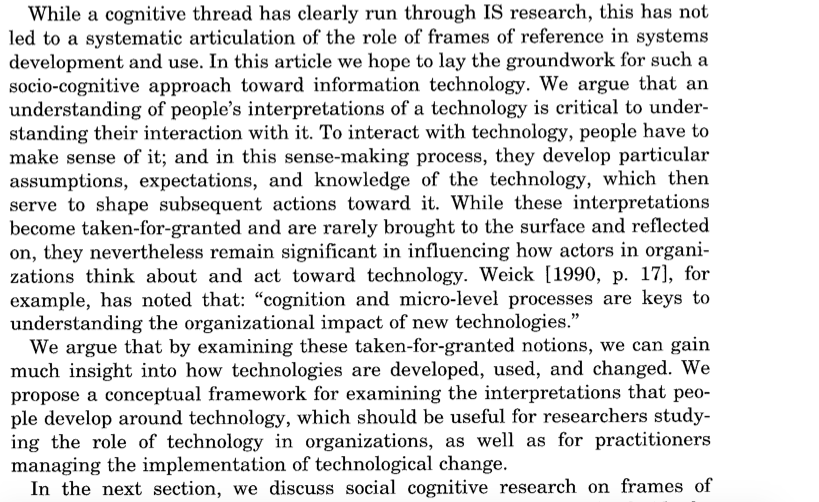 While a cognitive thread has clearly run through IS research, this has not
led to a systematic articulation of the role of frames of reference in systems
development and use. In this article we hope to lay the groundwork for such a
socio-cognitive approach toward information technology. We argue that an
understanding of people's interpretations of a technology is critical to under-
standing their interaction with it. To interact with technology, people have to
make sense of it; and in this sense-making process, they develop particular
assumptions, expectations, and knowledge of the technology, which then
serve to shape subsequent actions toward it. While these interpretations
become taken-for-granted and are rarely brought to the surface and reflected
on, they nevertheless remain significant in influencing how actors in organi-
zations think about and act toward technology. Weick [1990, p. 17], for
example, has noted that: “cognition and micro-level processes are keys to
understanding the organizational impact of new technologies.”
We argue that by examining these taken-for-granted notions, we can gain
much insight into how technologies are developed, used, and changed. We
propose a conceptual framework for examining the interpretations that peo-
ple develop around technology, which should be useful for researchers study-
ing the role of technology in organizations, as well as for practitioners
managing the implementation of technological change.
In the next section, we discuss social cognitive research on frames of